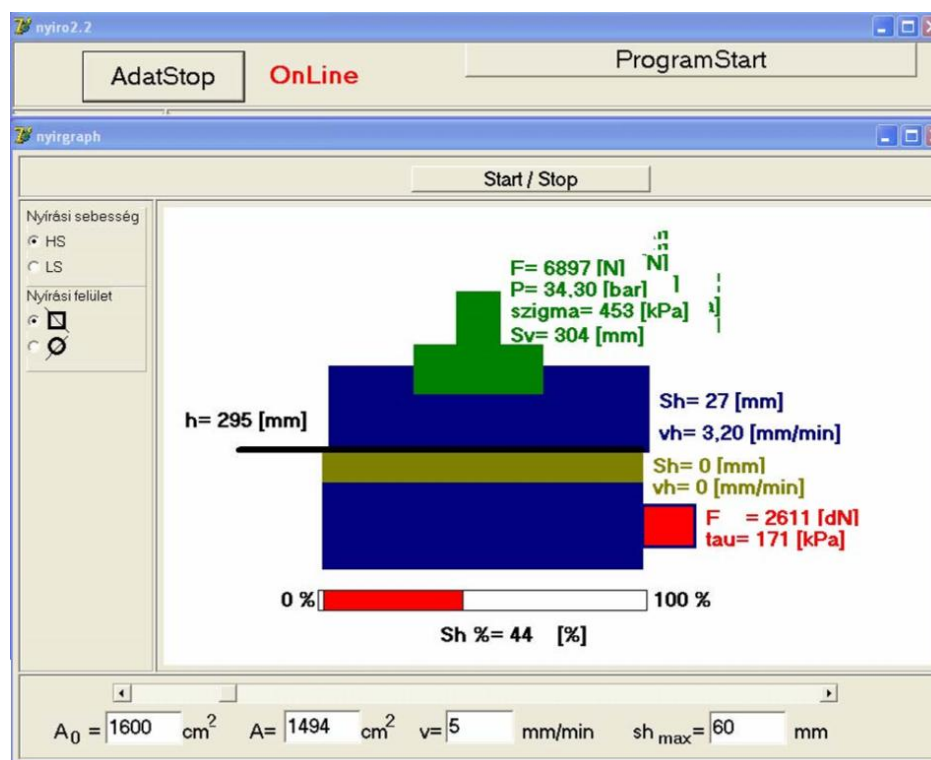 nyiro2.2
AdatStop OnLine ProgramStart
nyirgraph
Start / Stop
Nyírási sebesség
HS
LS
Nyírási felület
F= 6897 [N] N]
P= 34,30 [bar] ]
szigma= 453 [kPa]
Sv= 304 [mm]
h= 295 [mm]
Sh= 27 [mm]
vh= 3,20 [mm/min]
Sh= 0 [mm]
vh= 0 [mm/min]
F = 2611 [dN]
tau= 171 [kPa]
0 % 100 %
Sh %= 44 [%]
A0 = 1600 cm2 A= 1494 cm2 v= 5 mm/min sh max= 60 mm